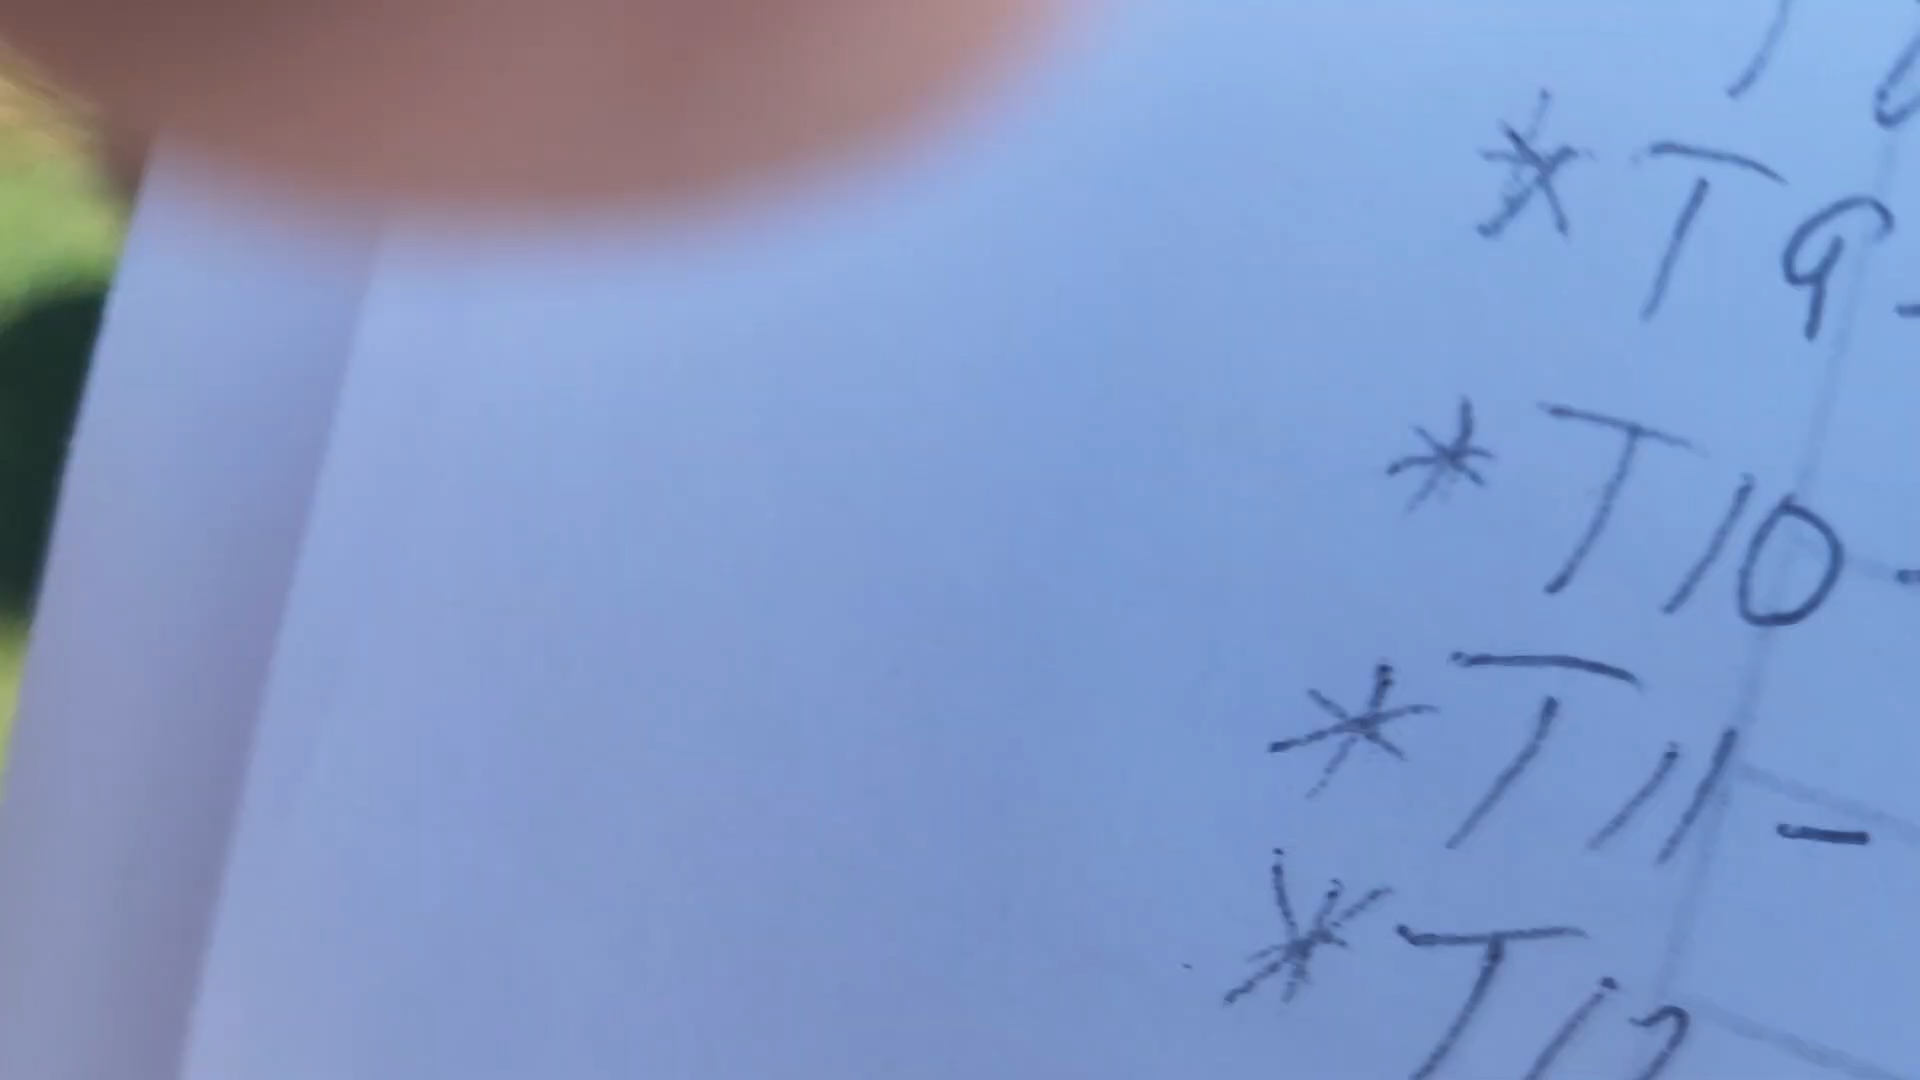 * T9-
* T10-
* T11-
* T12